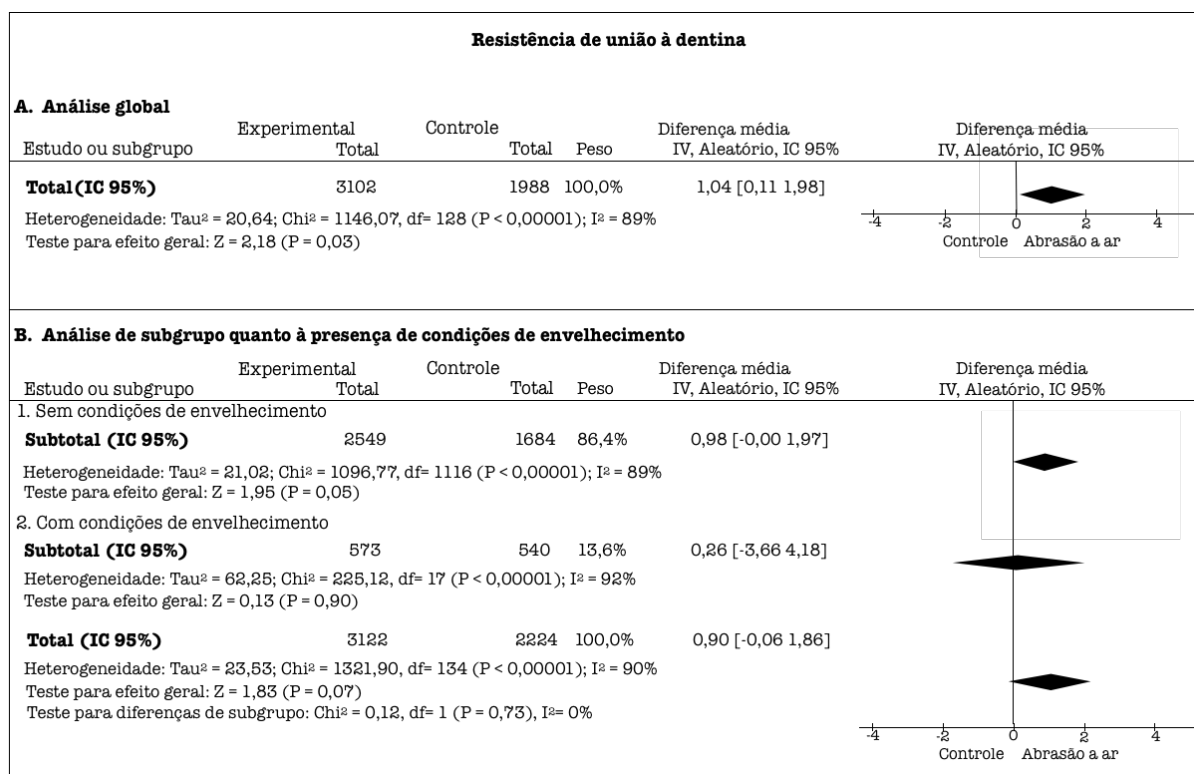 Resistência de união à dentina
A. Análise global
Experimental Controle Diferença média Diferença média
Estudo ou subgrupo Total Total Peso IV, Aleatório, IC 95% IV, Aleatório, IC 95%
Total (IC 95%) 3102 1988 100,0% 1,04 [0,11 1,98]
Heterogeneidade: Tau² = 20,64; Chi² = 1146,07, df= 128 (P < 0,00001); I² = 89%
Teste para efeito geral: Z = 2,18 (P = 0,03)
-4 -2 0 2 4
Controle Abrasão a ar
B. Análise de subgrupo quanto à presença de condições de envelhecimento
Experimental Controle Diferença média Diferença média
Estudo ou subgrupo Total Total Peso IV, Aleatório, IC 95% IV, Aleatório, IC 95%
1. Sem condições de envelhecimento
Subtotal (IC 95%) 2549 1684 86,4% 0,98 [-0,00 1,97]
Heterogeneidade: Tau² = 21,02; Chi² = 1096,77, df= 1116 (P < 0,00001); I² = 89%
Teste para efeito geral: Z = 1,95 (P = 0,05)
2. Com condições de envelhecimento
Subtotal (IC 95%) 573 540 13,6% 0,26 [-3,66 4,18]
Heterogeneidade: Tau² = 62,25; Chi² = 225,12, df= 17 (P < 0,00001); I² = 92%
Teste para efeito geral: Z = 0,13 (P = 0,90)
Total (IC 95%) 3122 2224 100,0% 0,90 [-0,06 1,86]
Heterogeneidade: Tau² = 23,53; Chi² = 1321,90, df= 134 (P < 0,00001); I² = 90%
Teste para efeito geral: Z = 1,83 (P = 0,07)
Teste para diferenças de subgrupo: Chi² = 0,12, df= 1 (P = 0,73), I²= 0%
-4 -2 0 2 4
Controle Abrasão a ar